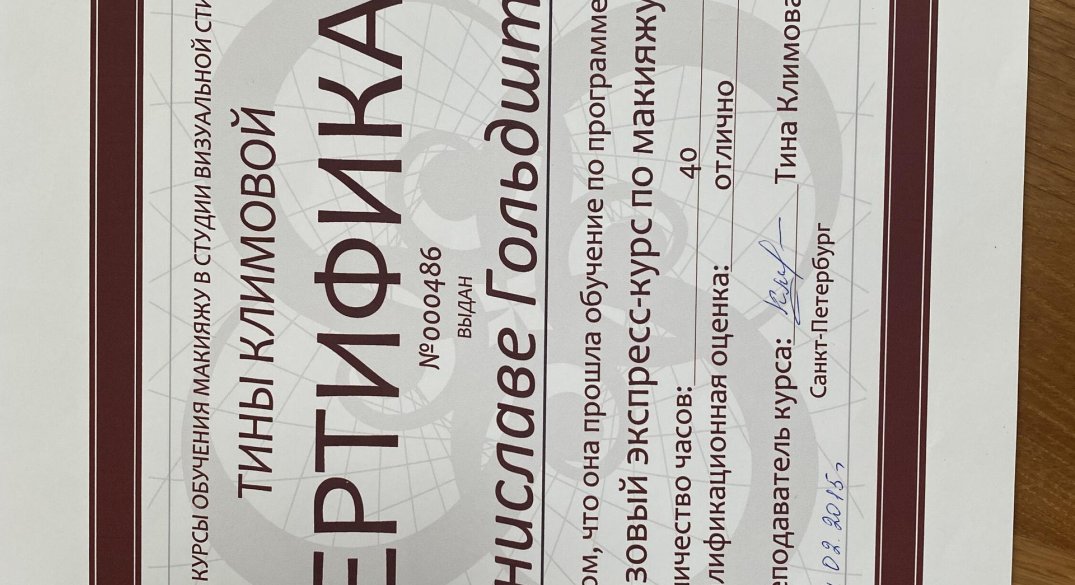 КУРСЫ ОБУЧЕНИЯ МАКИЯЖУ В СТУДИИ ВИЗУАЛЬНОЙ СТИ
ТИНЫ КЛИМОВОЙ
ЕРТИФИКА
№000486
ВЫДАН
ниславе Гольдшт
ом, что она прошла обучение по программе
зовый экспресс-курс по макияжу
личество часов: 40
лификационная оценка: отлично
еподаватель курса: Тина Климова
Санкт-Петербург
02.2015г